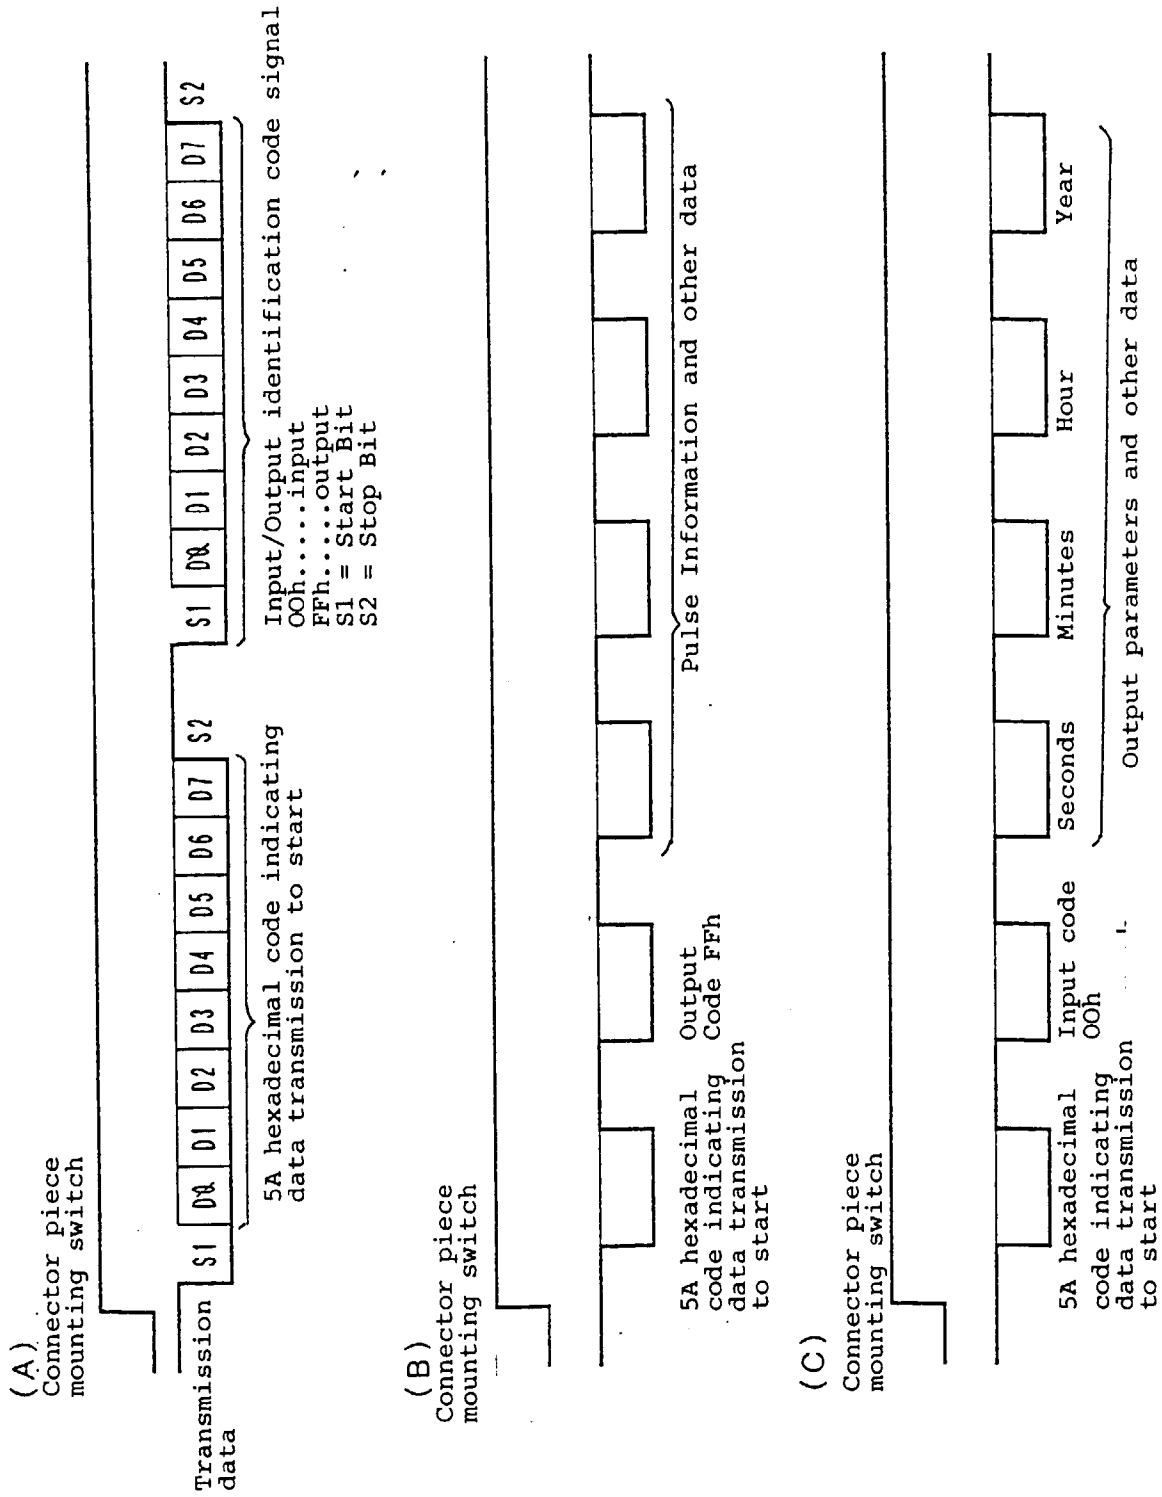 (A)
Connector piece
mounting switch
Transmission
data
S1 D0 D1 D2 D3 D4 D5 D6 D7 S2
S1 D0 D1 D2 D3 D4 D5 D6 D7 S2
5A hexadecimal code indicating
data transmission to start
Input/Output identification code signal
00h.....input
FFh.....output
S1 = Start Bit
S2 = Stop Bit
(B)
Connector piece
mounting switch
5A hexadecimal
code indicating
data transmission
to start
Output
Code FFh
Pulse Information and other data
(C)
Connector piece
mounting switch
5A hexadecimal
code indicating
data transmission
to start
Input code
00h
Seconds
Minutes
Hour
Year
Output parameters and other data